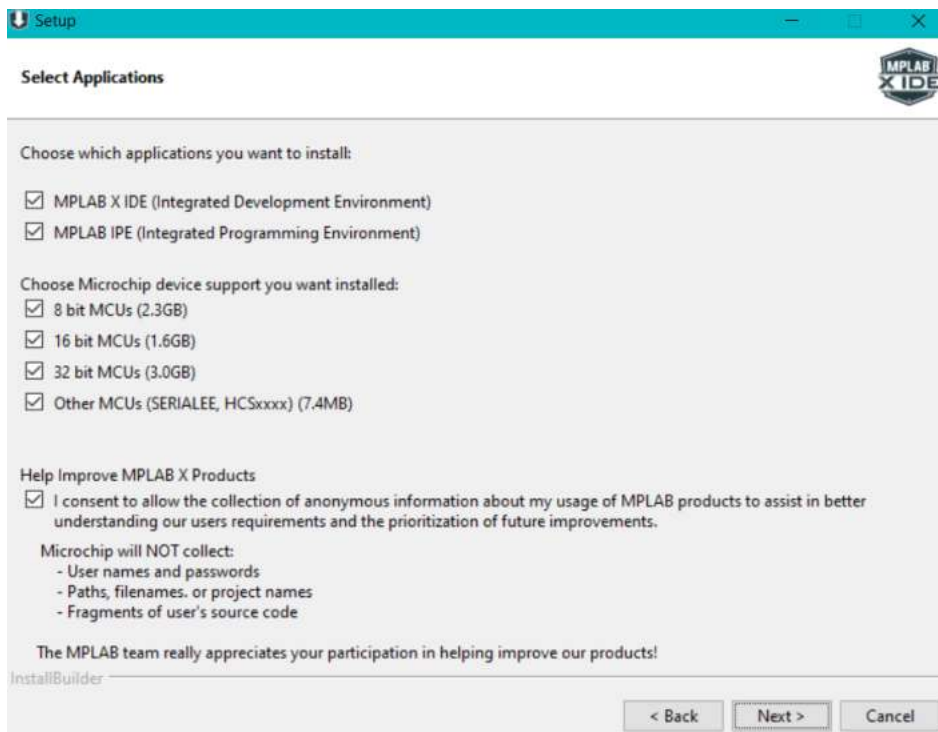 Setup
Select Applications
MPLAB
X IDE
Choose which applications you want to install:
MPLAB X IDE (Integrated Development Environment)
MPLAB IPE (Integrated Programming Environment)
Choose Microchip device support you want installed:
8 bit MCUs (2.3GB)
16 bit MCUs (1.6GB)
32 bit MCUs (3.0GB)
Other MCUs (SERIALEE, HCSxxxx) (7.4MB)
Help Improve MPLAB X Products
I consent to allow the collection of anonymous information about my usage of MPLAB products to assist in better
understanding our users requirements and the prioritization of future improvements.
Microchip will NOT collect:
- User names and passwords
- Paths, filenames. or project names
- Fragments of user's source code
The MPLAB team really appreciates your participation in helping improve our products!
InstallBuilder
< Back
Next >
Cancel